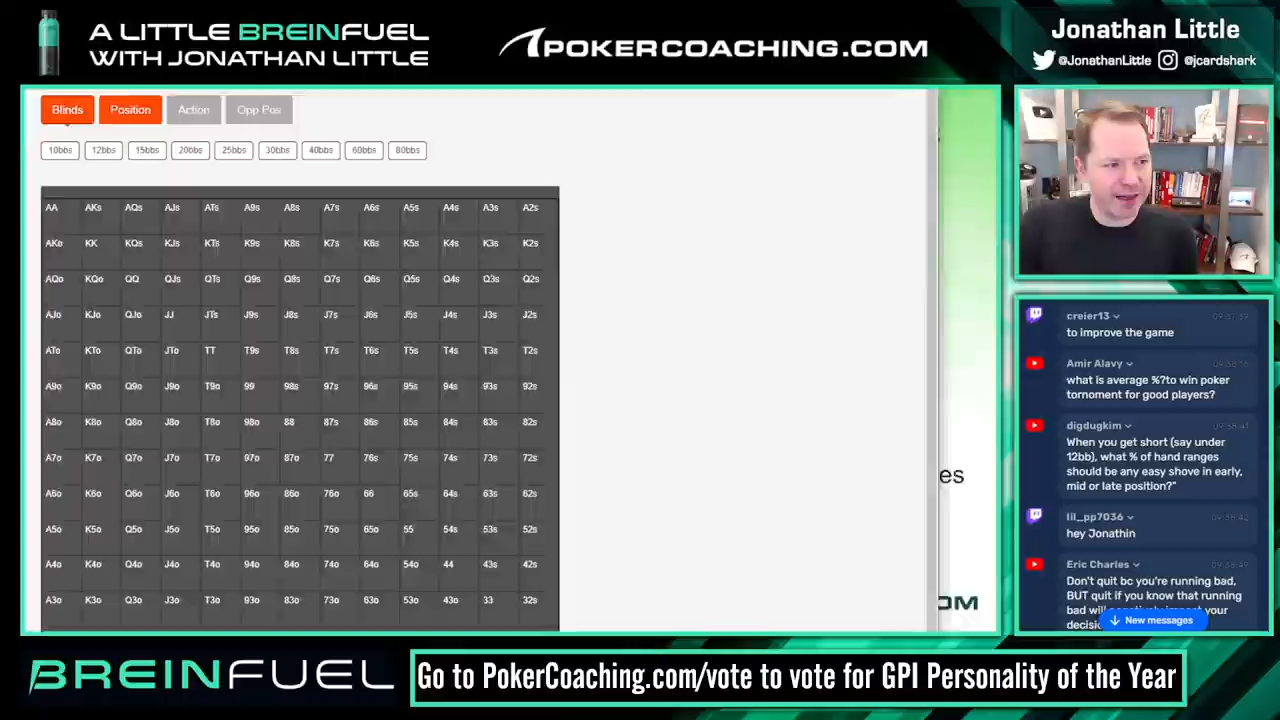 A LITTLE BREINFUEL
WITH JONATHAN LITTLE
POKERCOACHING.COM
Jonathan Little
@JonathanLittle @jcardshark
Blinds Position Action Opp Pos
10bbs 12bbs 15bbs 20bbs 25bbs 30bbs 40bbs 60bbs 80bbs
AA AKs AQs AJs ATs A9s A8s A7s A6s A5s A4s A3s A2s
AKo KK KQs KJs KTs K9s K8s K7s K6s K5s K4s K3s K2s
AQo KQo QQ QJs QTs Q9s Q8s Q7s Q6s Q5s Q4s Q3s Q2s
AJo KJo QJo JJ JTs J9s J8s J7s J6s J5s J4s J3s J2s
ATo KTo QTo JTo TT T9s T8s T7s T6s T5s T4s T3s T2s
A9o K9o Q9o J9o T9o 99 98s 97s 96s 95s 94s 93s 92s
A8o K8o Q8o J8o T8o 98o 88 87s 86s 85s 84s 83s 82s
A7o K7o Q7o J7o T7o 97o 87o 77 76s 75s 74s 73s 72s
A6o K6o Q6o J6o T6o 96o 86o 76o 66 65s 64s 63s 62s
A5o K5o Q5o J5o T5o 95o 85o 75o 65o 55 54s 53s 52s
A4o K4o Q4o J4o T4o 94o 84o 74o 64o 54o 44 43s 42s
A3o K3o Q3o J3o T3o 93o 83o 73o 63o 53o 43o 33 32s
es
OM
creier13
to improve the game
Amir Alavy
what is average %?to win poker
tornoment for good players?
digdugkim
When you get short (say under
12bb), what % of hand ranges
should be any easy shove in early,
mid or late position?"
lil_pp7036
hey Jonathin
Eric Charles
Don't quit bc you're running bad,
BUT quit if you know that running
bad will your
New messages
BREINFUEL
Go to PokerCoaching.com/vote to vote for GPI Personality of the Year